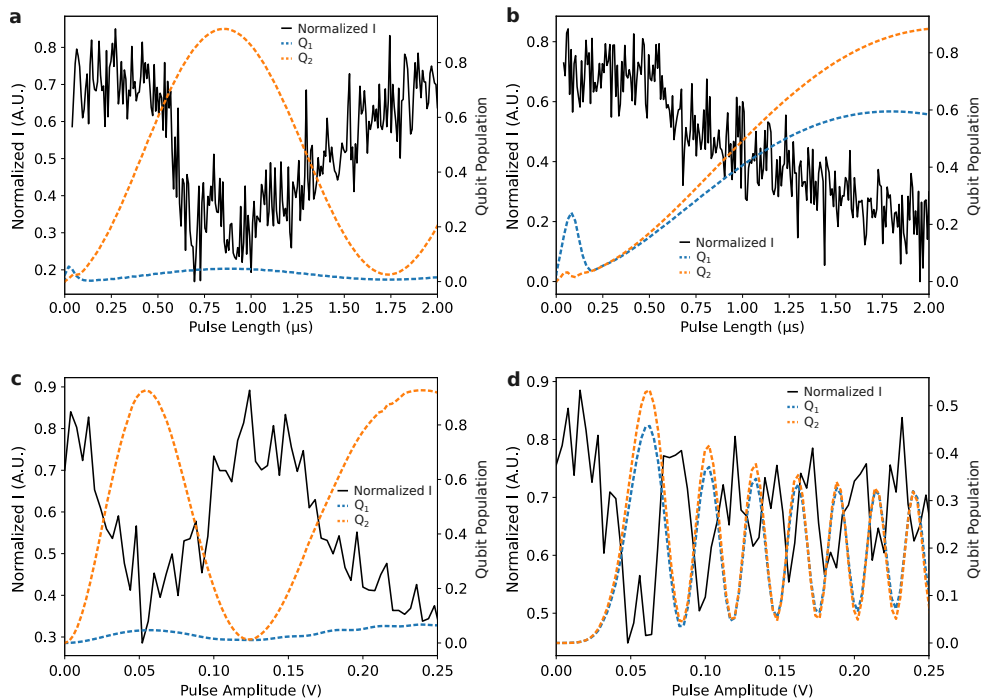 a
Normalized I (A.U.)
0.8
0.7
0.6
0.5
0.4
0.3
0.2
Normalized I
Q1
Q2
0.8
0.6
0.4
0.2
0.0
Qubit Population
0.00 0.25 0.50 0.75 1.00 1.25 1.50 1.75 2.00
Pulse Length (μs)
b
Normalized I (A.U.)
0.8
0.6
0.4
0.2
0.0
Normalized I
Q1
Q2
0.8
0.6
0.4
0.2
0.0
Qubit Population
0.00 0.25 0.50 0.75 1.00 1.25 1.50 1.75 2.00
Pulse Length (μs)
c
Normalized I (A.U.)
0.9
0.8
0.7
0.6
0.5
0.4
0.3
Normalized I
Q1
Q2
0.8
0.6
0.4
0.2
0.0
Qubit Population
0.00 0.05 0.10 0.15 0.20 0.25
Pulse Amplitude (V)
d
Normalized I (A.U.)
0.9
0.8
0.7
0.6
0.5
Normalized I
Q1
Q2
0.5
0.4
0.3
0.2
0.1
0.0
Qubit Population
0.00 0.05 0.10 0.15 0.20 0.25
Pulse Amplitude (V)